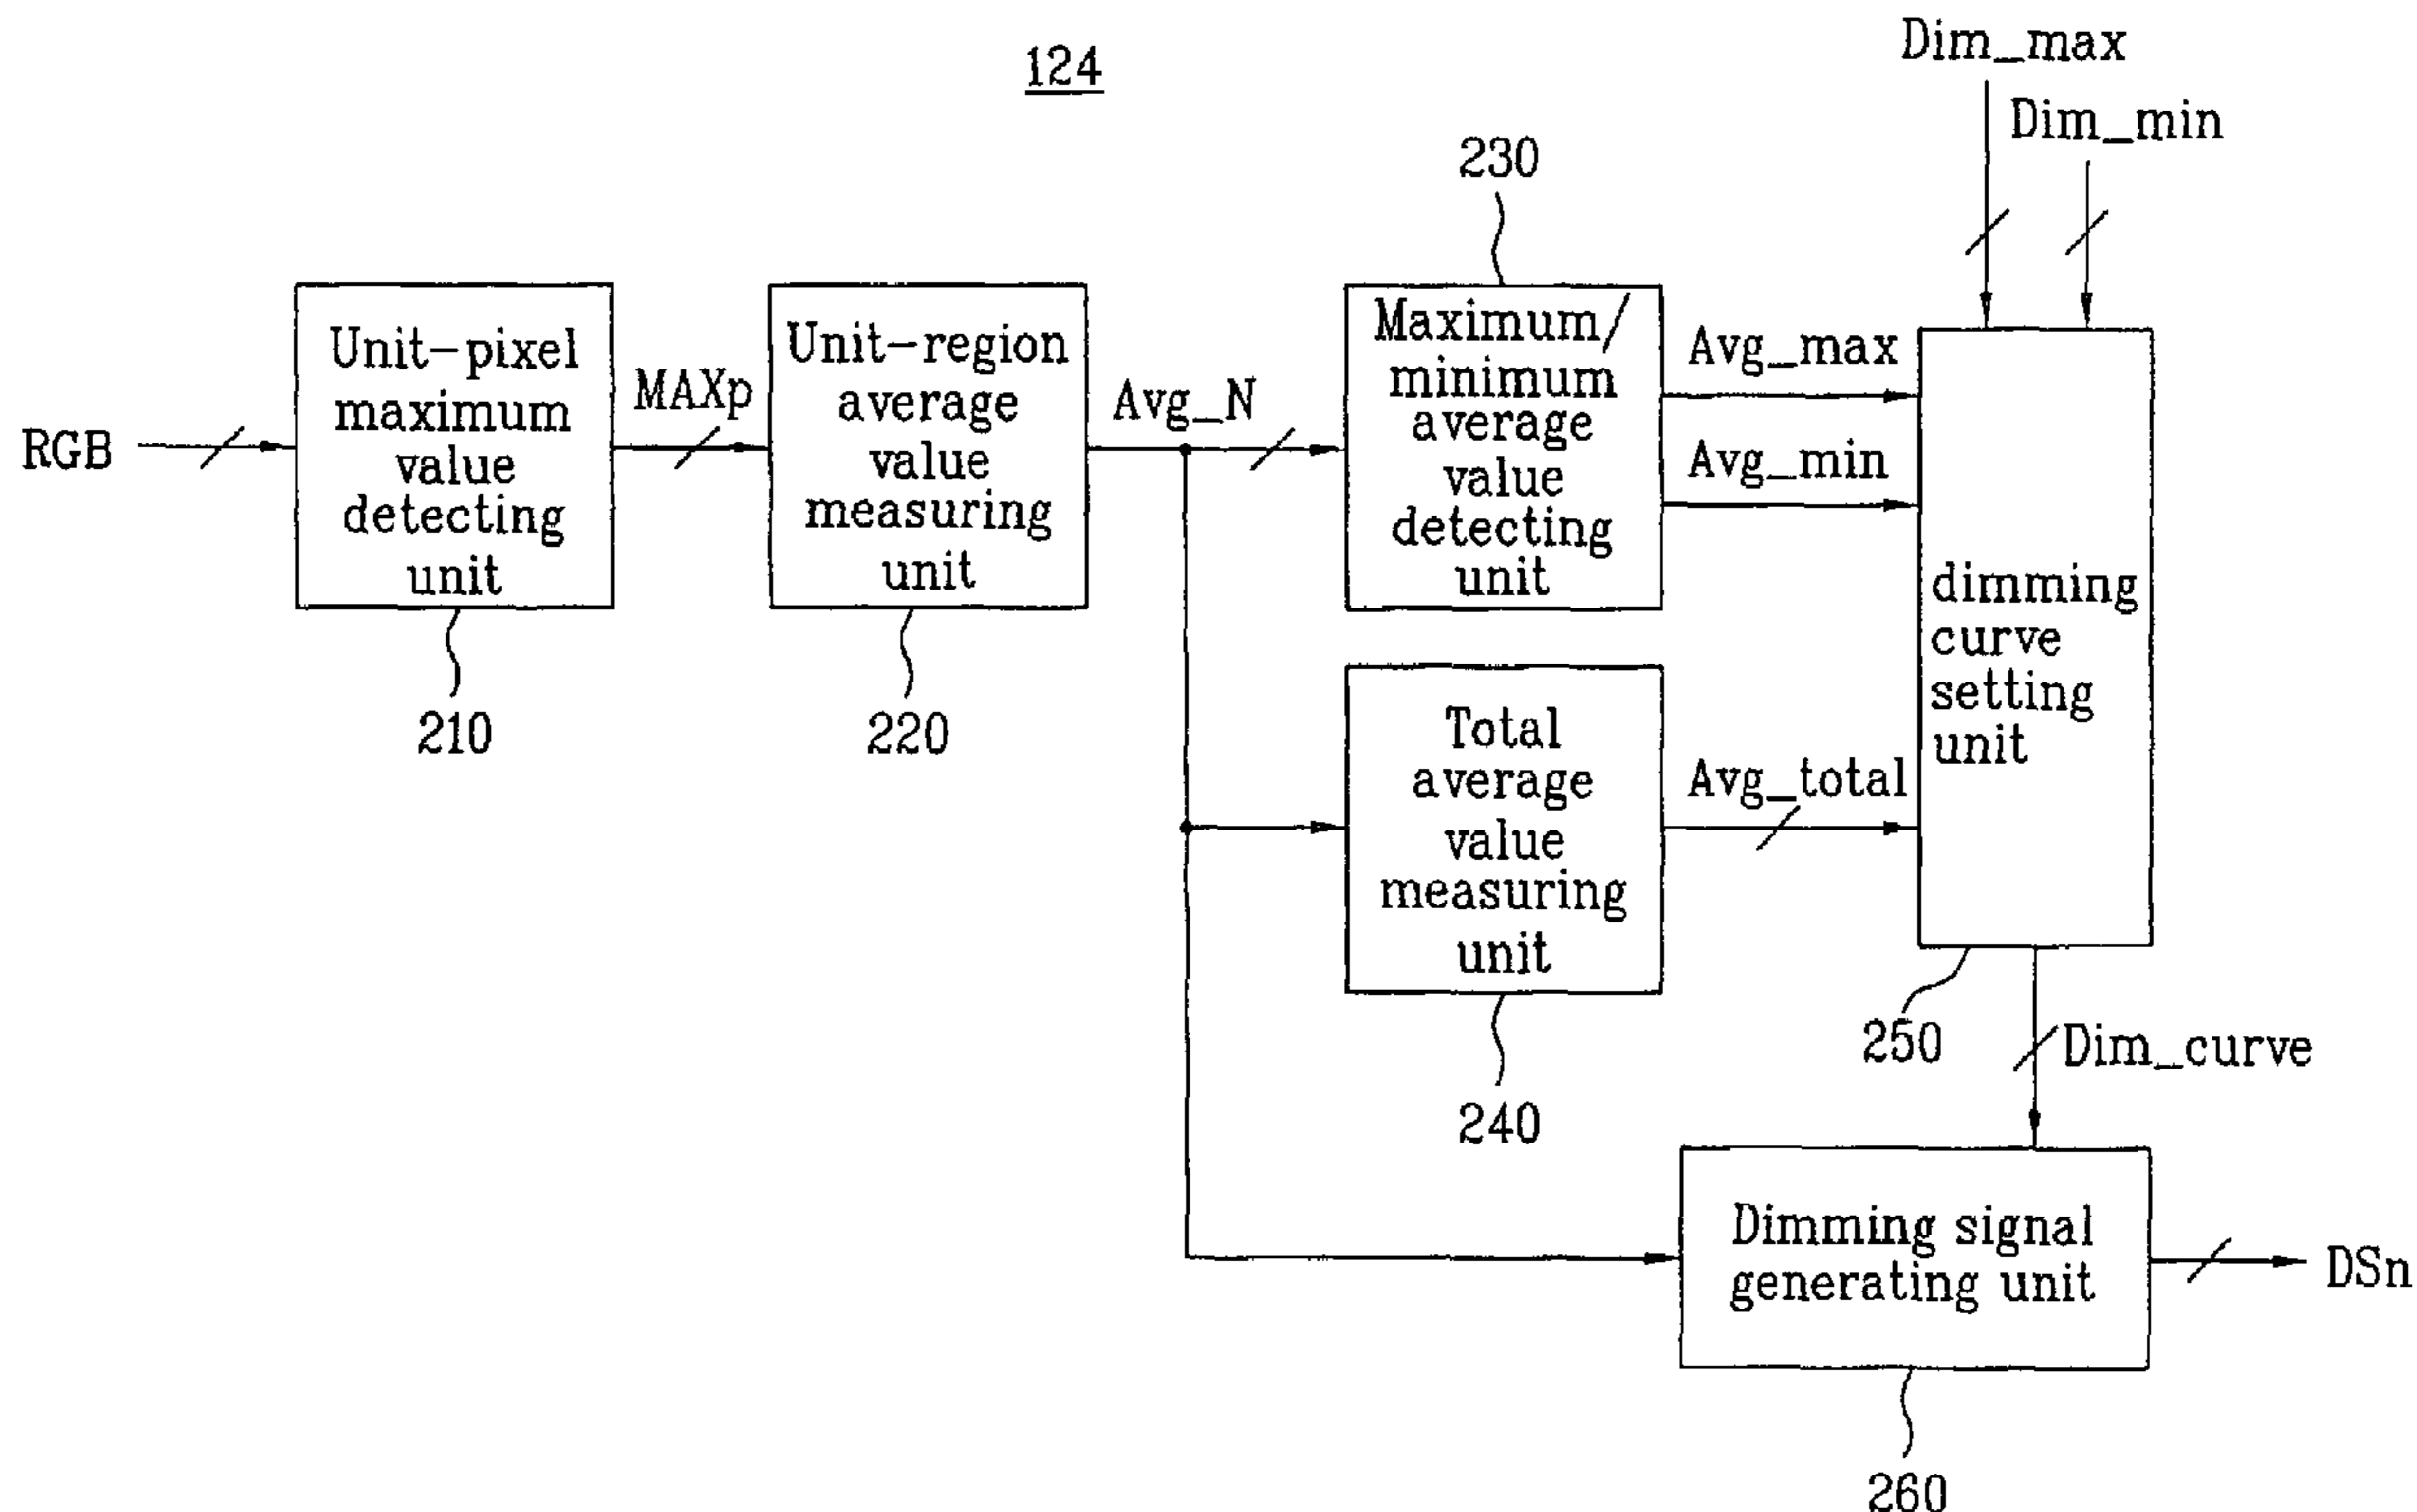 124
Dim_max
Dim_min
230
RGB
Unit-pixel
maximum
value
detecting
unit
210
MAXp
Unit-region
average
value
measuring
unit
220
Avg_N
Maximum/
minimum
average
value
detecting
unit
Avg_max
Avg_min
dimming
curve
setting
unit
Total
average
value
measuring
unit
240
Avg_total
250
Dim_curve
Dimming signal
generating unit
DSn
260